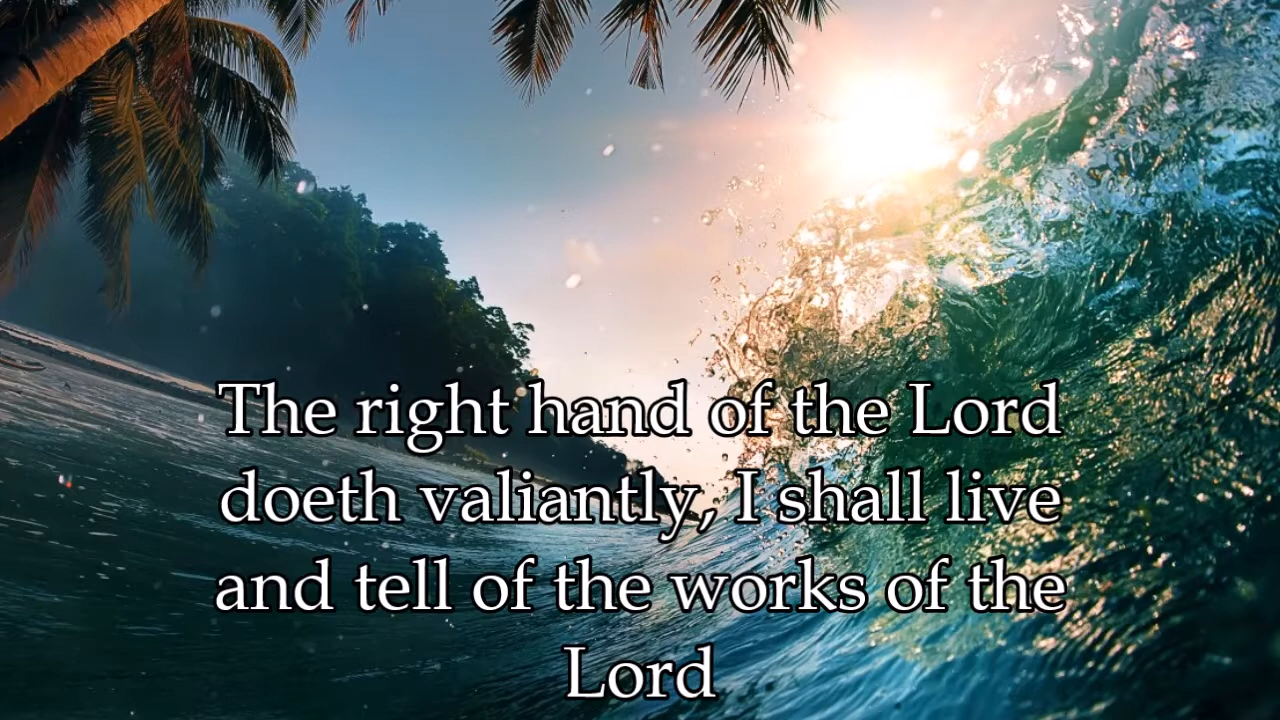 The right hand of the Lord
doeth valiantly, I shall live
and tell of the works of the
Lord